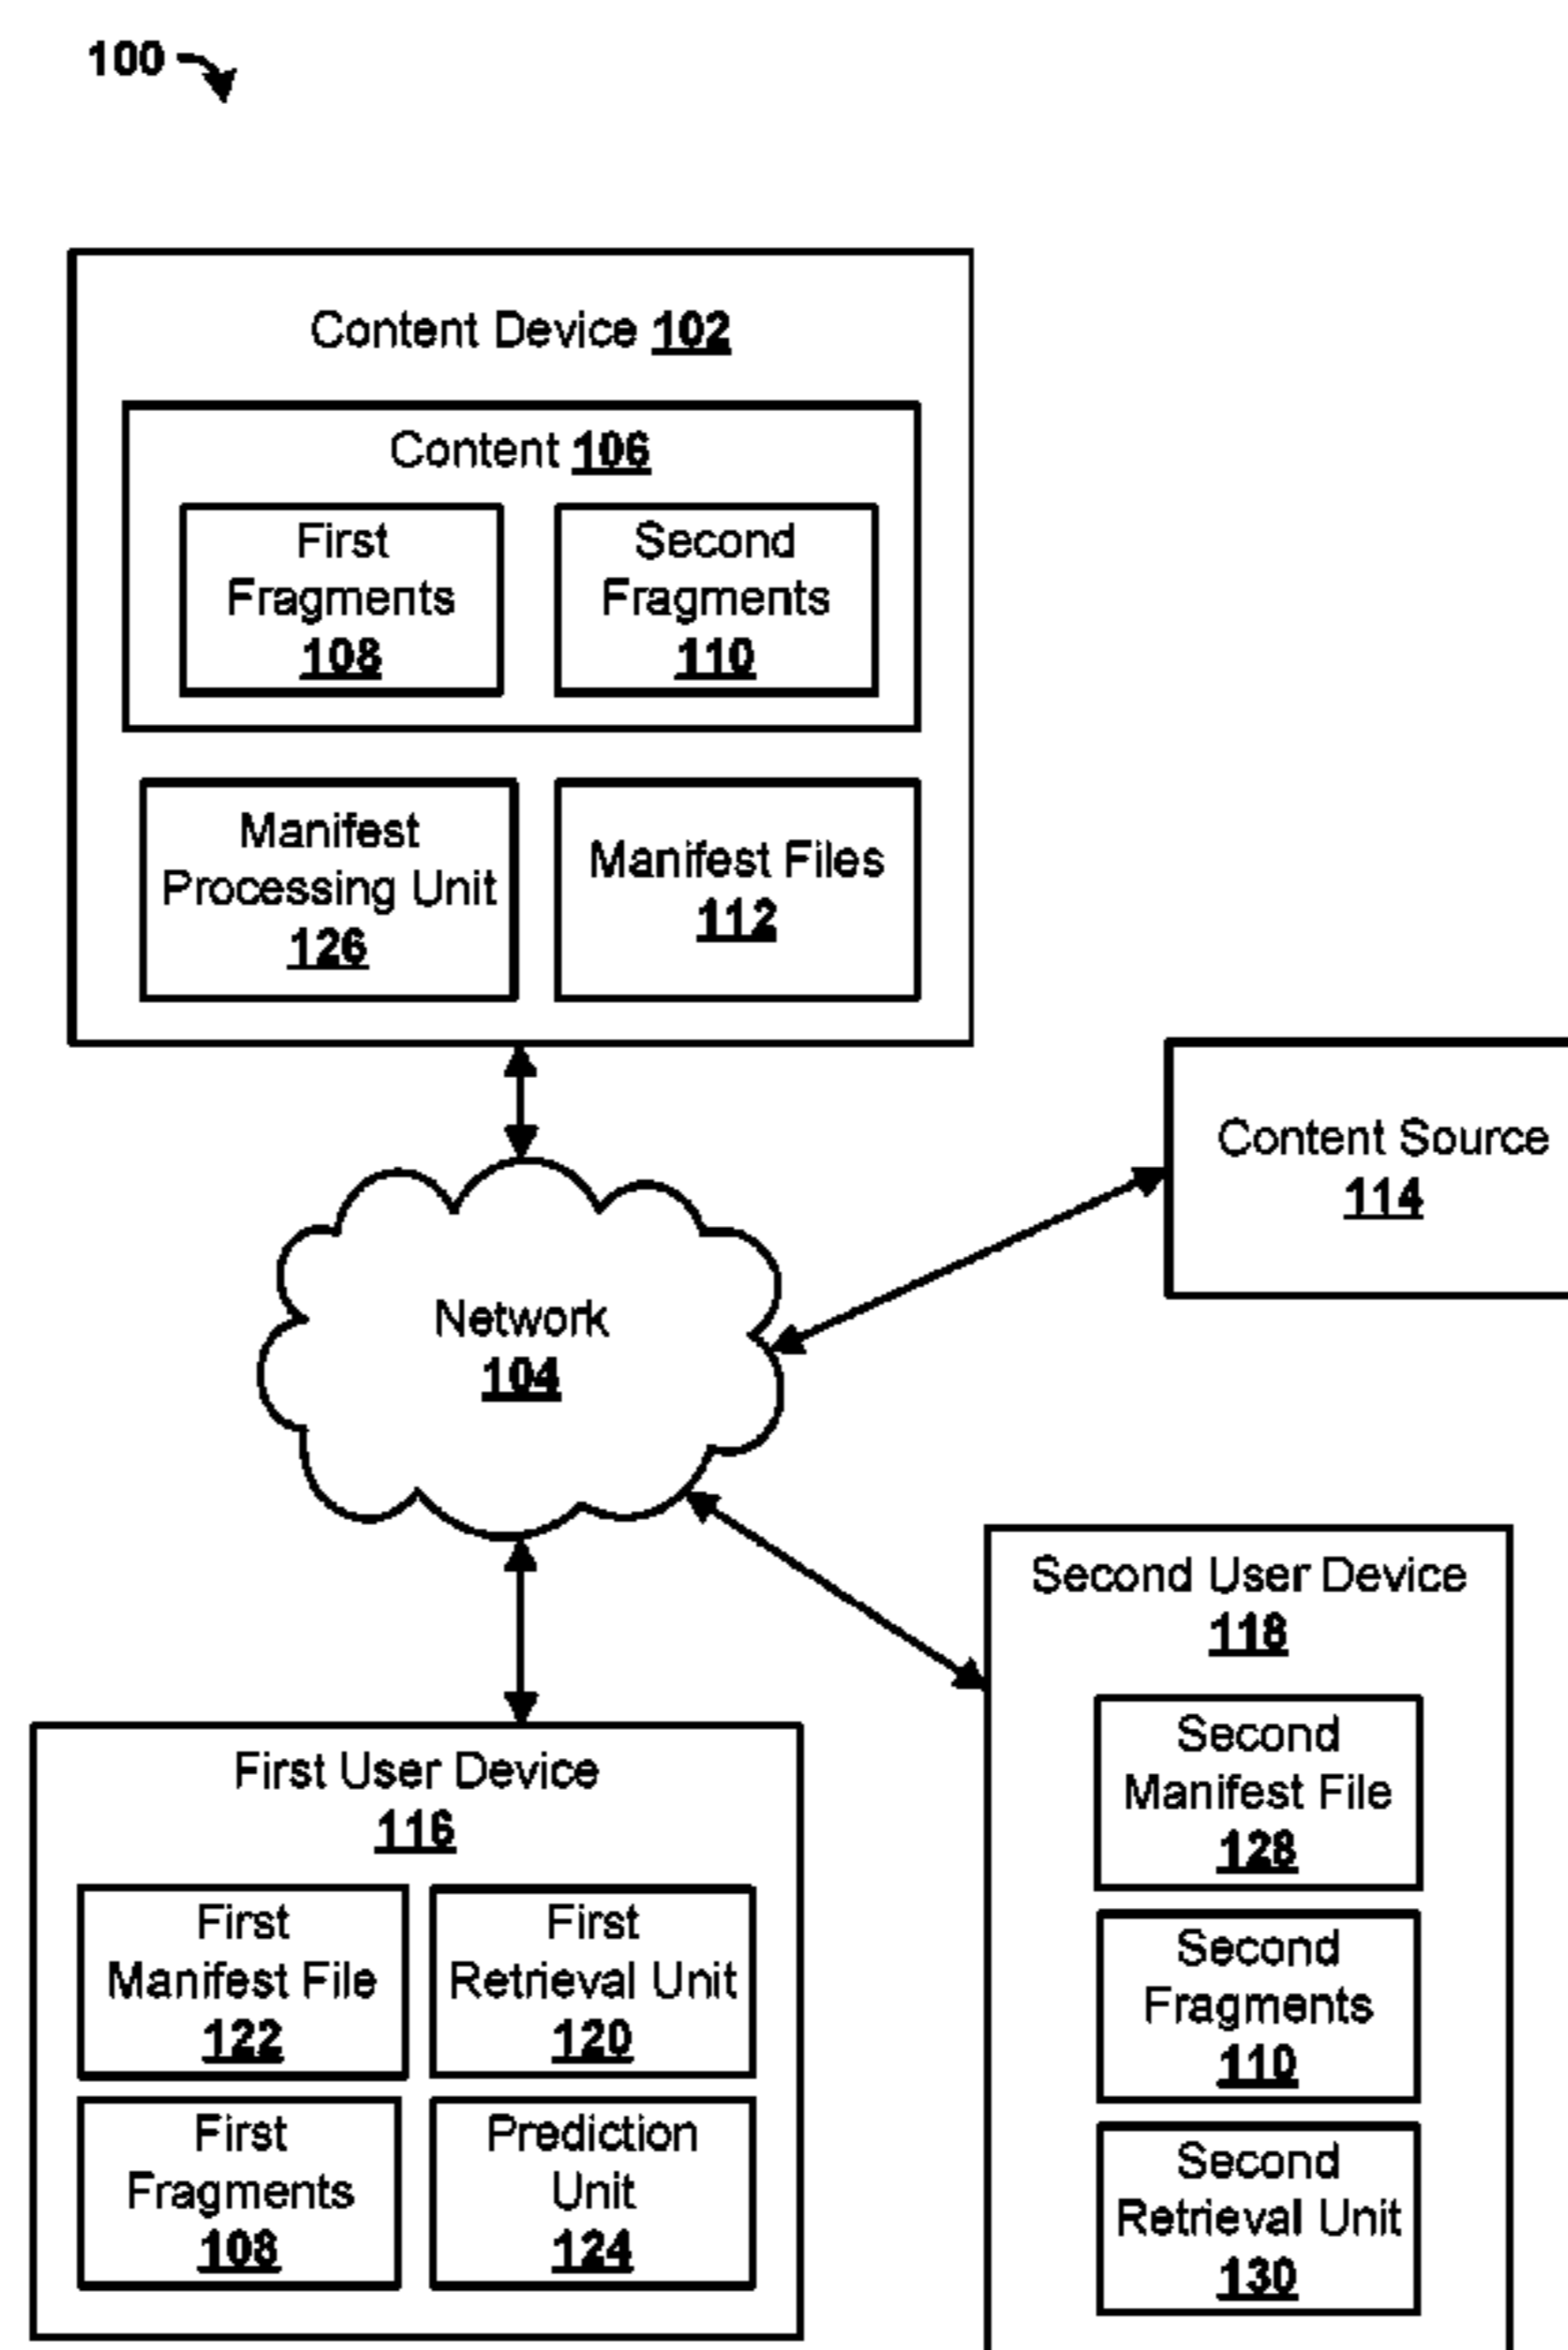 100
Content Device 102
Content 106
First
Fragments
108
Second
Fragments
110
Manifest
Processing Unit
126
Manifest Files
112
Content Source
114
Network
104
Second User Device
118
Second
Manifest File
128
Second
Fragments
110
Second
Retrieval Unit
130
First User Device
116
First
Manifest File
122
First
Retrieval Unit
120
First
Fragments
108
Prediction
Unit
124